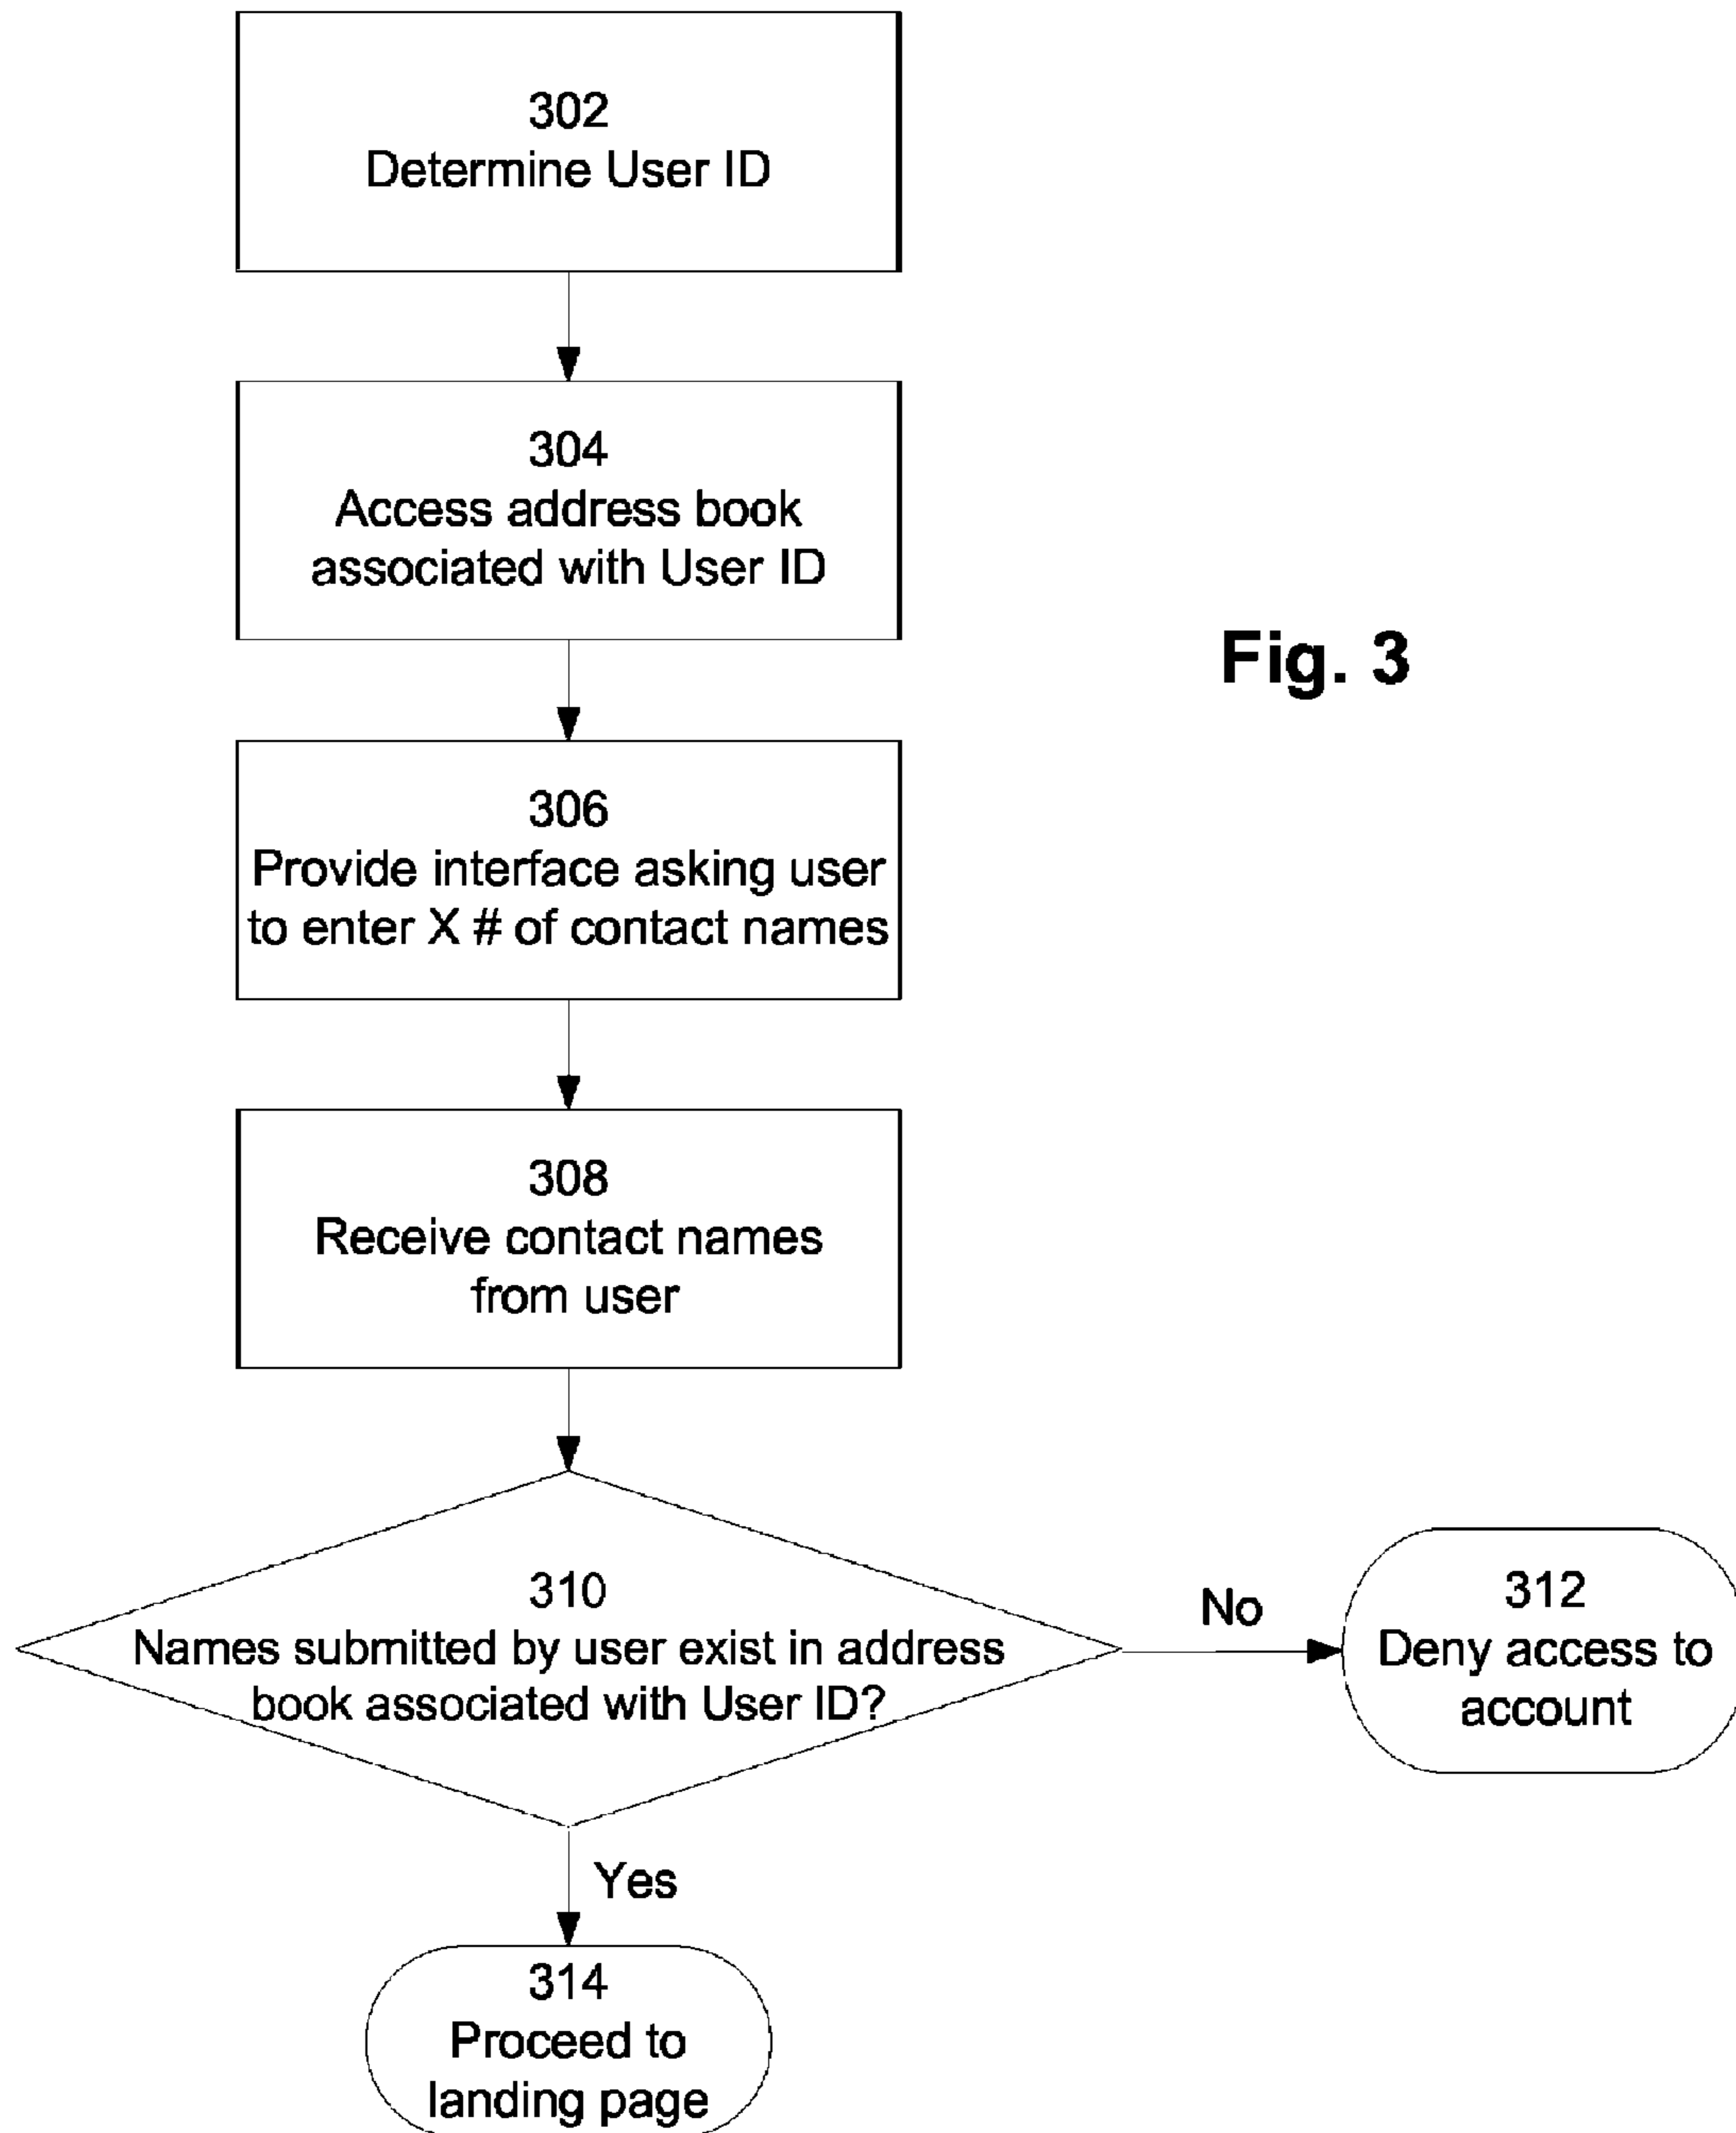 302
Determine User ID
304
Access address book
associated with User ID
Fig. 3
306
Provide interface asking user
to enter X # of contact names
308
Receive contact names
from user
310
Names submitted by user exist in address
book associated with User ID?
No
312
Deny access to
account
Yes
314
Proceed to
landing page